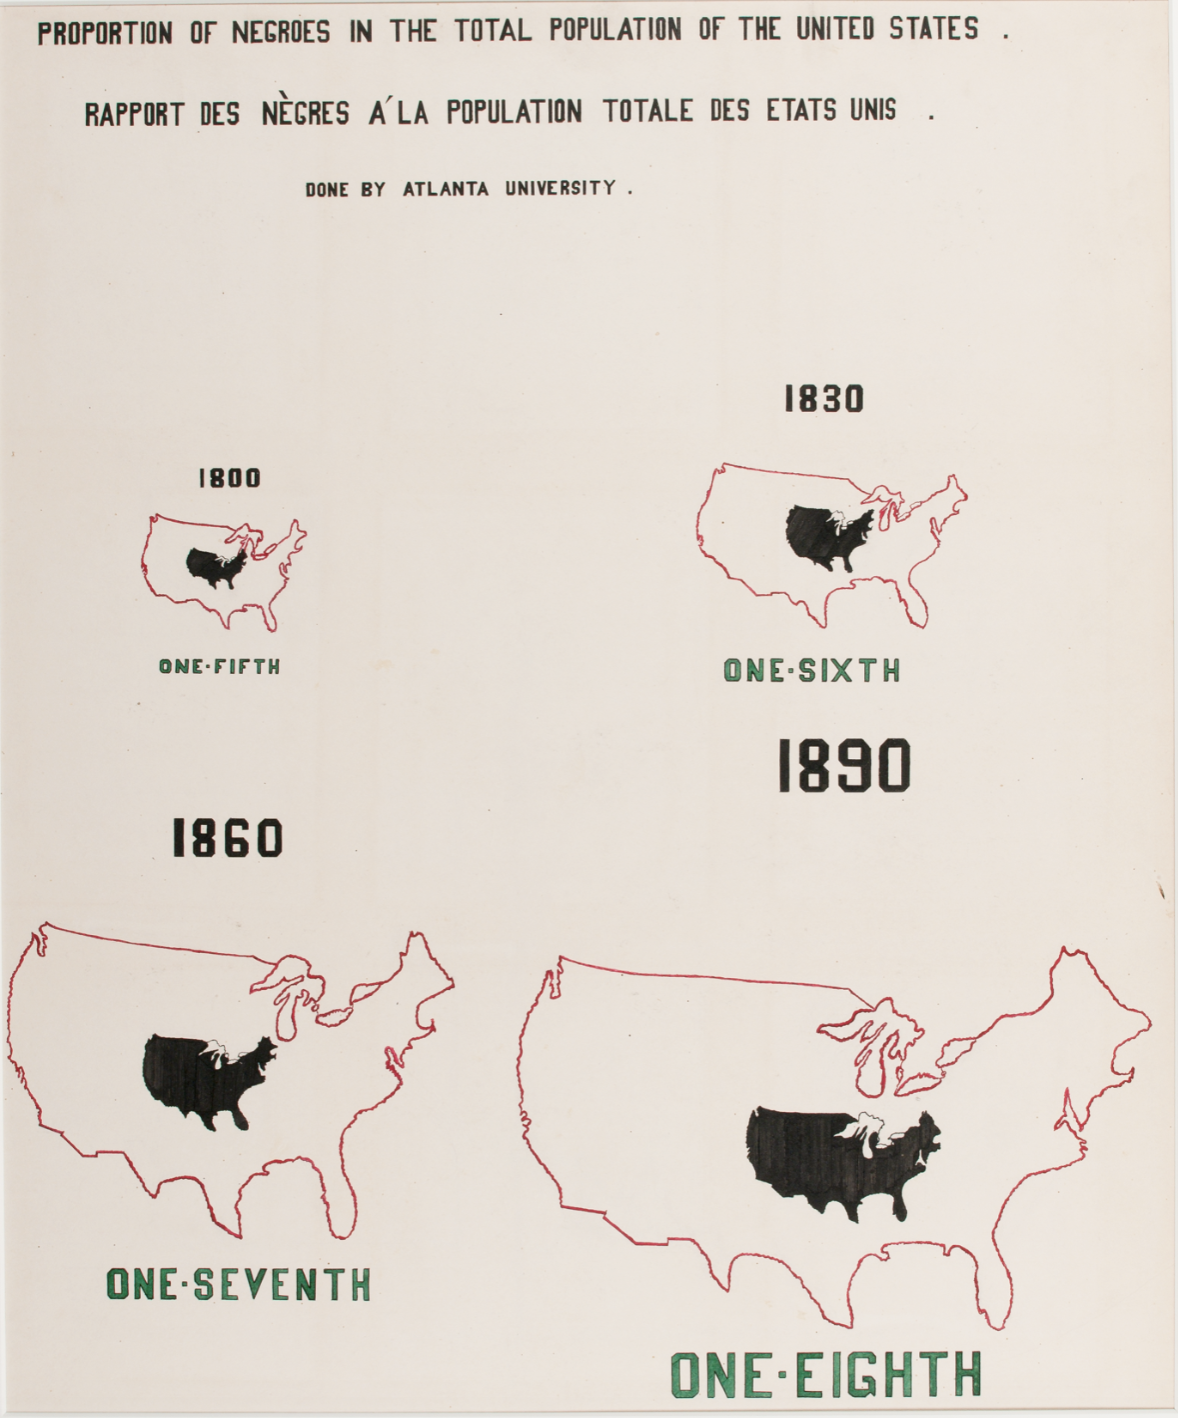 PROPORTION OF NEGROES IN THE TOTAL POPULATION OF THE UNITED STATES .
RAPPORT DES NÈGRES A´LA POPULATION TOTALE DES ETATS UNIS .
DONE BY ATLANTA UNIVERSITY .
1800
ONE-FIFTH
1830
ONE-SIXTH
1860
ONE-SEVENTH
1890
ONE-EIGHTH